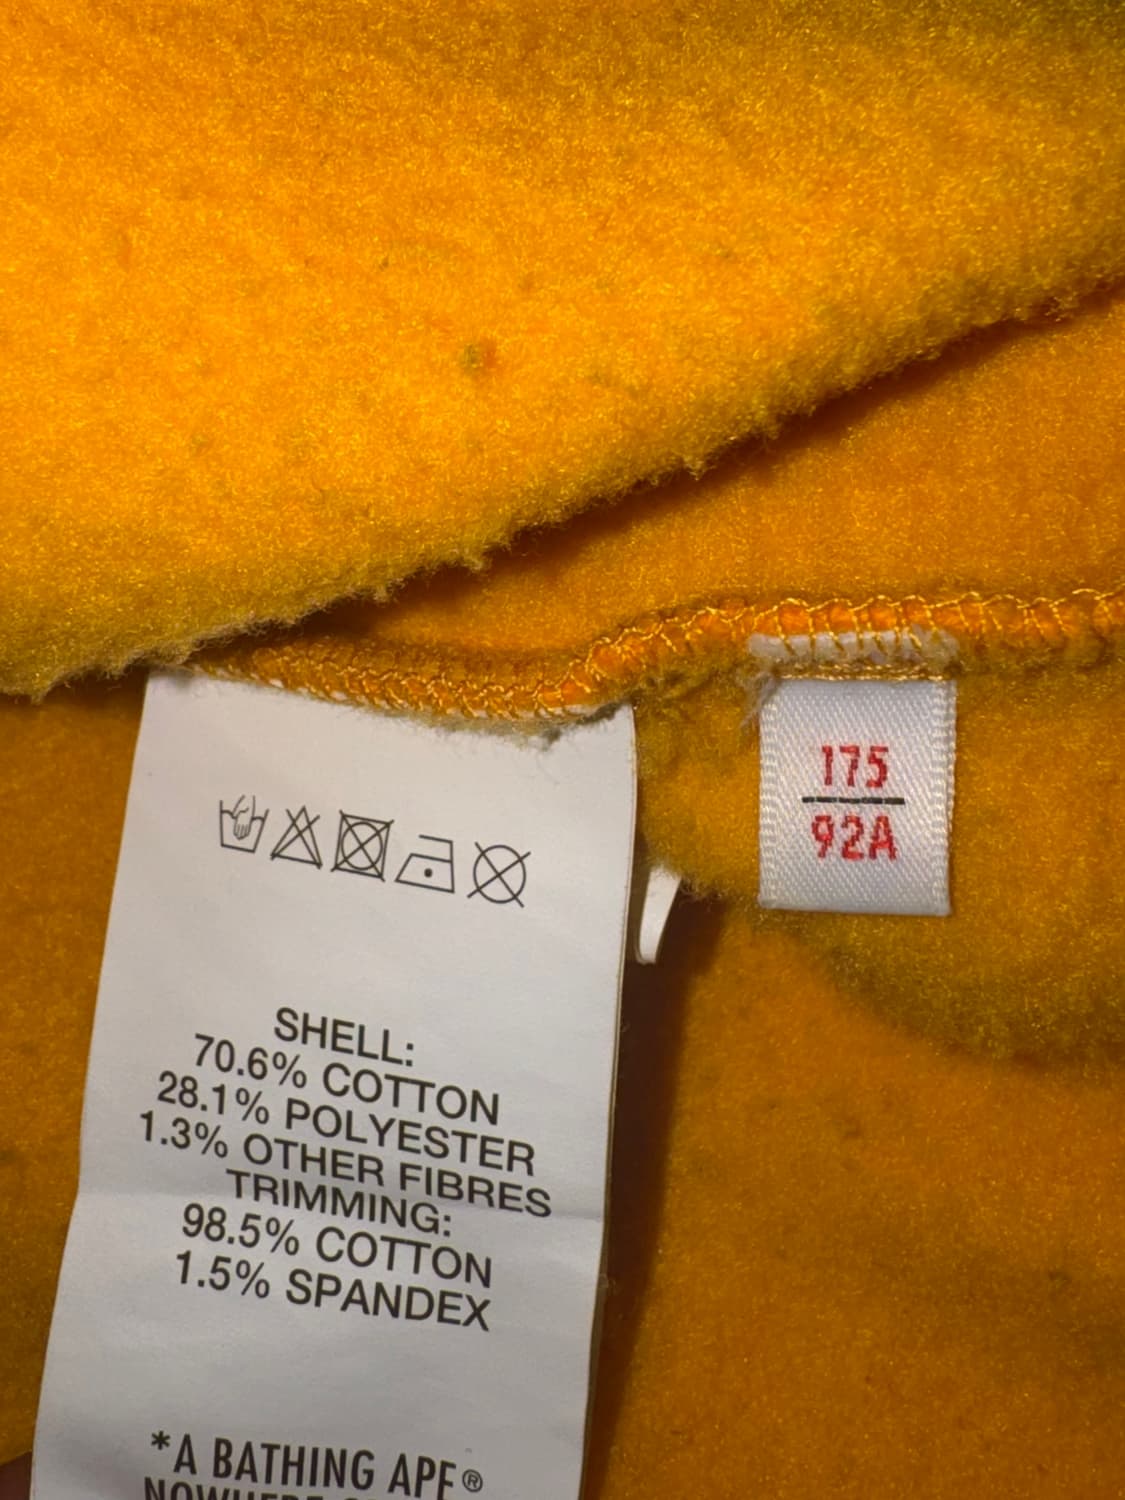 SHELL:
70.6% COTTON
28.1% POLYESTER
1.3% OTHER FIBRES
TRIMMING:
98.5% COTTON
1.5% SPANDEX
*A BATHING APE®
NOWHERE
175
92A